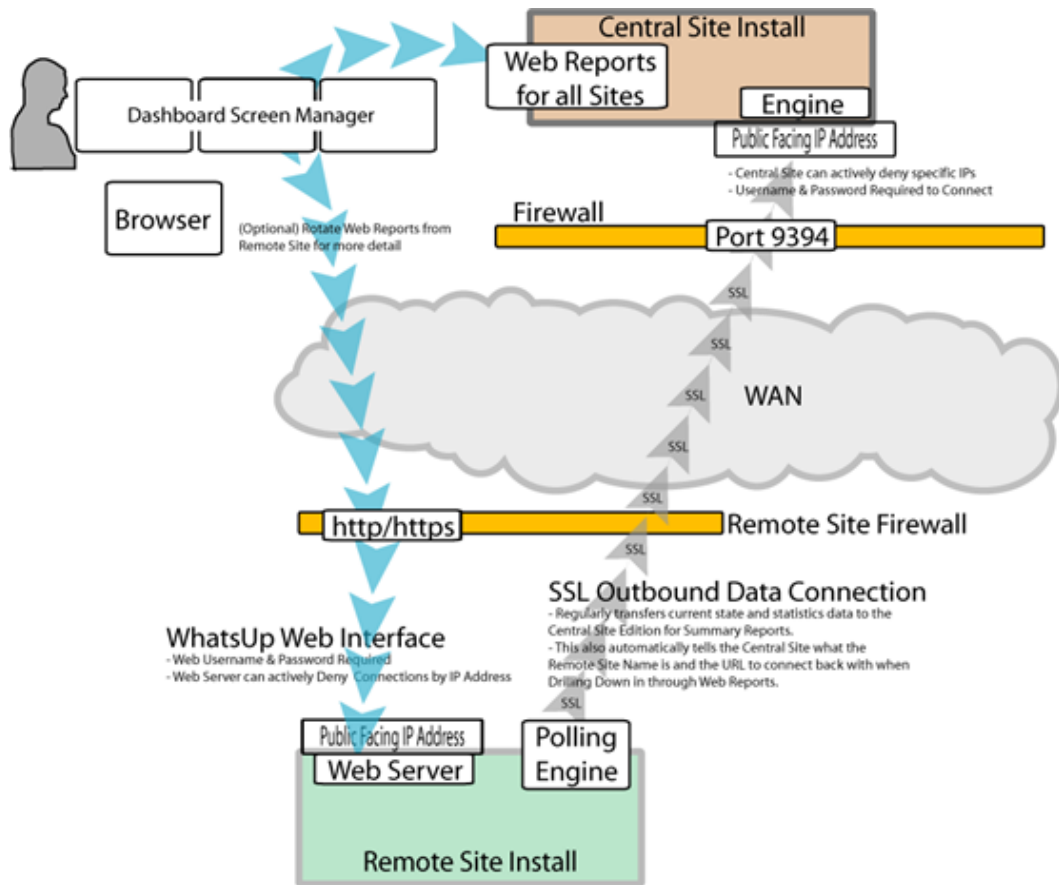 Central Site Install
Web Reports
for all Sites
Engine
Public Facing IP Address
- Central Site can actively deny specific IPs
- Username & Password Required to Connect
Dashboard Screen Manager
Browser
(Optional) Rotate Web Reports from
Remote Site for more detail
Firewall
Port 9394
SSL
SSL
SSL
WAN
SSL
SSL
http/https
Remote Site Firewall
SSL
SSL Outbound Data Connection
- Regularly transfers current state and statistics data to the
Central Site Edition for Summary Reports.
- This also automatically tells the Central Site what the
Remote Site Name is and the URL to connect back with when
Drilling Down in through Web Reports.
SSL
WhatsUp Web Interface
- Web Username & Password Required
- Web Server can actively Deny Connections by IP Address
Public Facing IP Address
Web Server
Polling
Engine
Remote Site Install